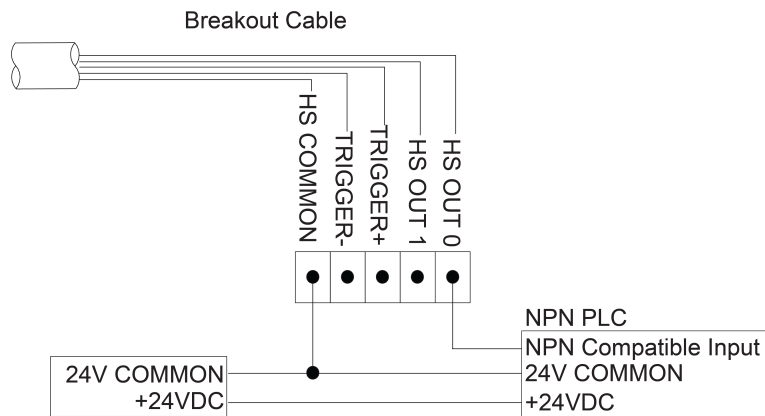 Breakout Cable
HS COMMON
TRIGGER-
TRIGGER+
HS OUT 1
HS OUT 0
NPN PLC
NPN Compatible Input
24V COMMON
24V COMMON
+24VDC
+24VDC